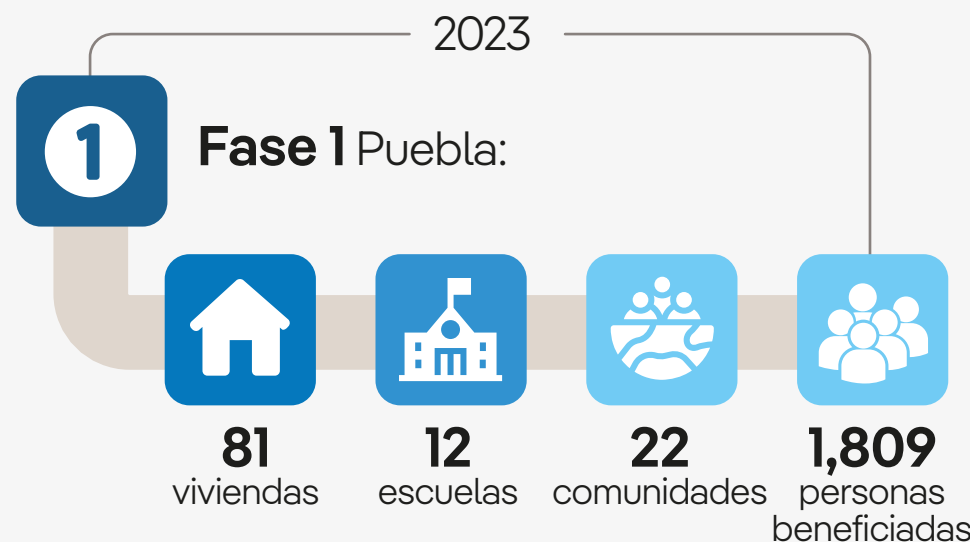 2023
1
Fase 1 Puebla:
81
viviendas
12
escuelas
22
comunidades
1,809
personas
beneficiadas